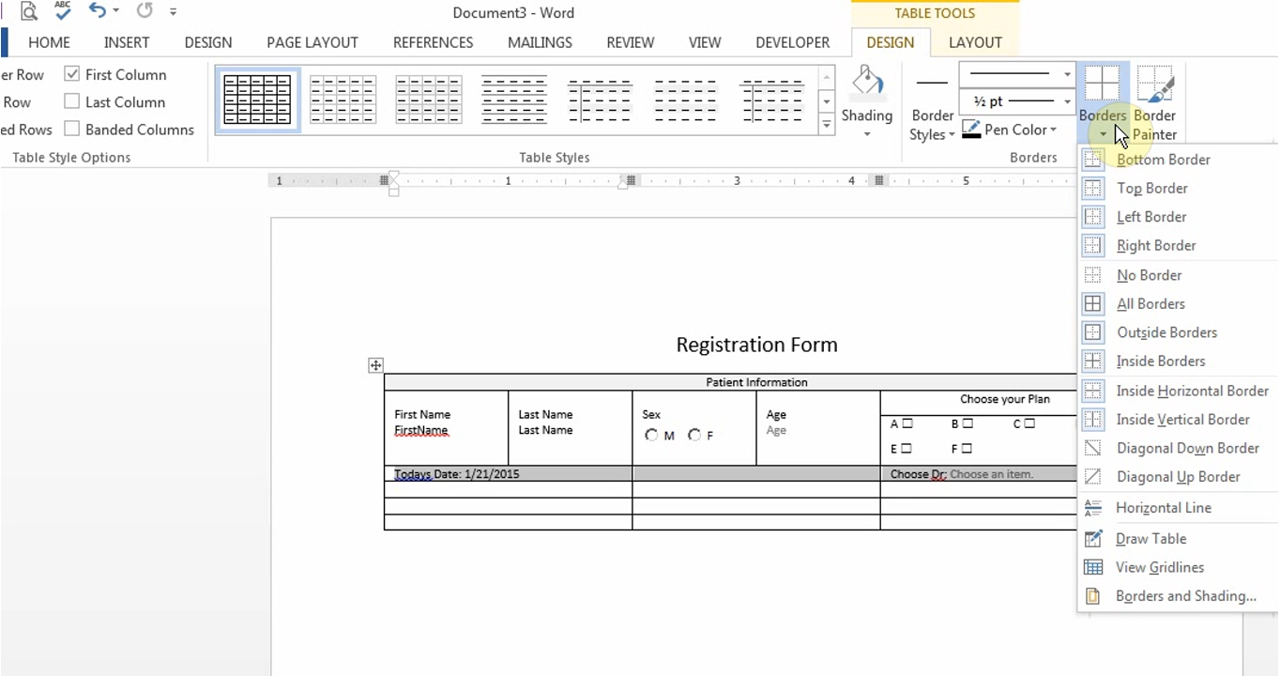 ABC
Document3 - Word
TABLE TOOLS
HOME INSERT DESIGN PAGE LAYOUT REFERENCES MAILINGS REVIEW VIEW DEVELOPER DESIGN LAYOUT
er Row First Column
Row Last Column
ed Rows Banded Columns
Table Style Options
Table Styles
Shading
Border Styles
½ pt
Pen Color
Borders
Border Painter
Borders
1 1 3 4 5
Bottom Border
Top Border
Left Border
Right Border
No Border
All Borders
Outside Borders
Inside Borders
Inside Horizontal Border
Inside Vertical Border
Diagonal Down Border
Diagonal Up Border
Horizontal Line
Draw Table
View Gridlines
Borders and Shading...
Registration Form
Patient Information
First Name Last Name Sex Age Choose your Plan
FirstName Last Name M F Age A B C
E F
Todays Date: 1/21/2015 Choose Dr: Choose an item.